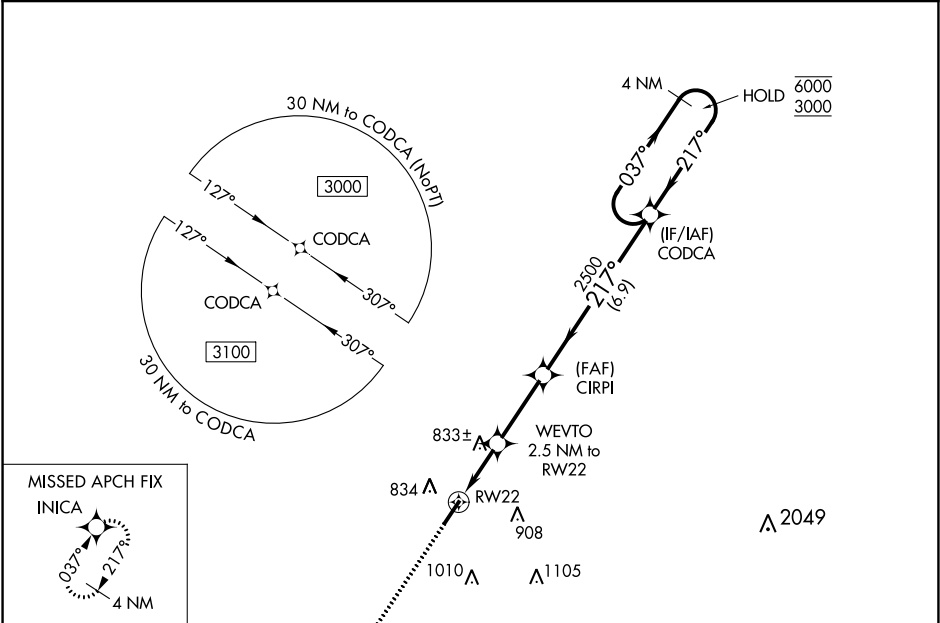 30 NM to CODCA (NoPT)
3000
127°
CODCA
307°
127°
CODCA
307°
3100
30 NM to CODCA
4 NM
HOLD
6000
3000
037°
217°
(IF/IAF)
CODCA
2500
217°
(6.9)
(FAF)
CIRPI
WEVTO
2.5 NM to
RW22
833±
834
RW22
908
2049
1010
1105
MISSED APCH FIX
INICA
037°
217°
4 NM